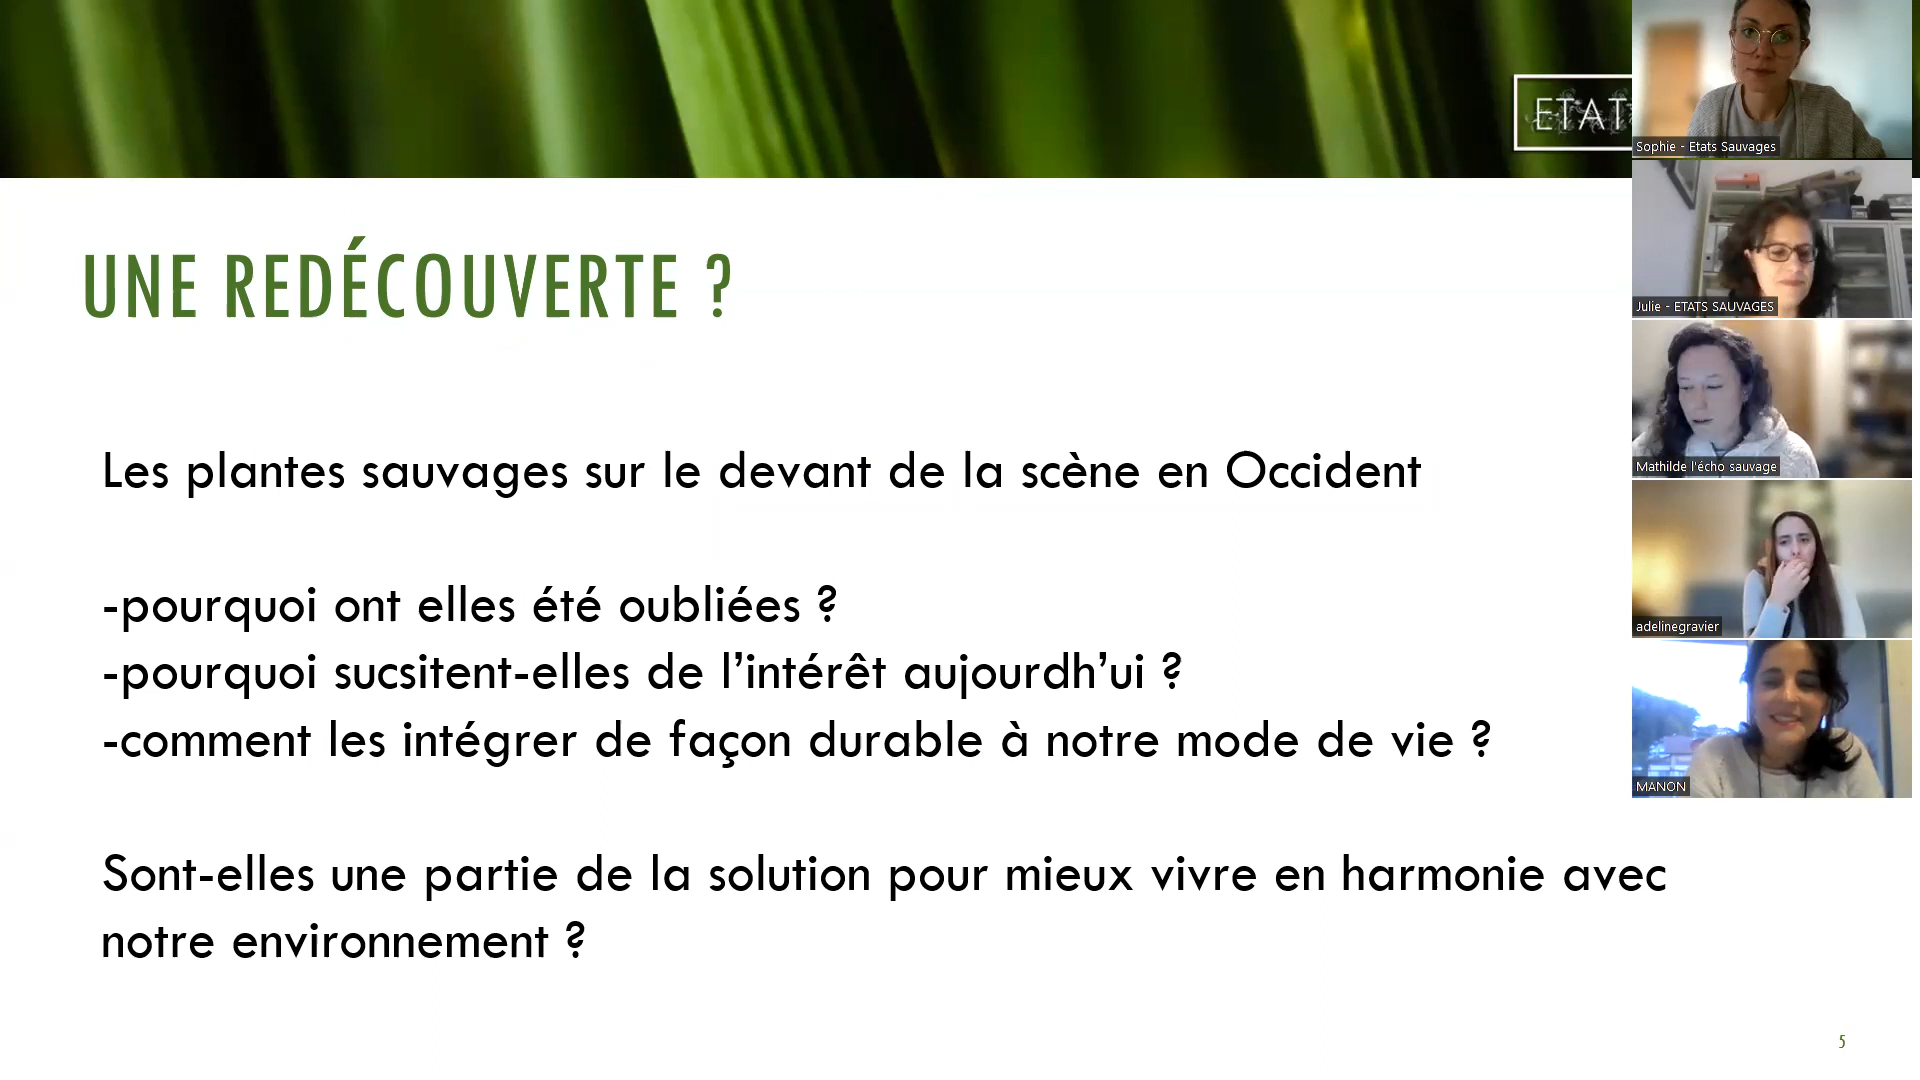 ETAT
Sophie - Etats Sauvages
UNE REDÉCOUVERTE ?
Julie - ETATS SAUVAGES
Les plantes sauvages sur le devant de la scène en Occident
Mathilde l'écho sauvage
-pourquoi ont elles été oubliées ?
adelinegravier
-pourquoi sucsitent-elles de l’intérêt aujourdh’ui ?
-comment les intégrer de façon durable à notre mode de vie ?
MANON
Sont-elles une partie de la solution pour mieux vivre en harmonie avec
notre environnement ?
5